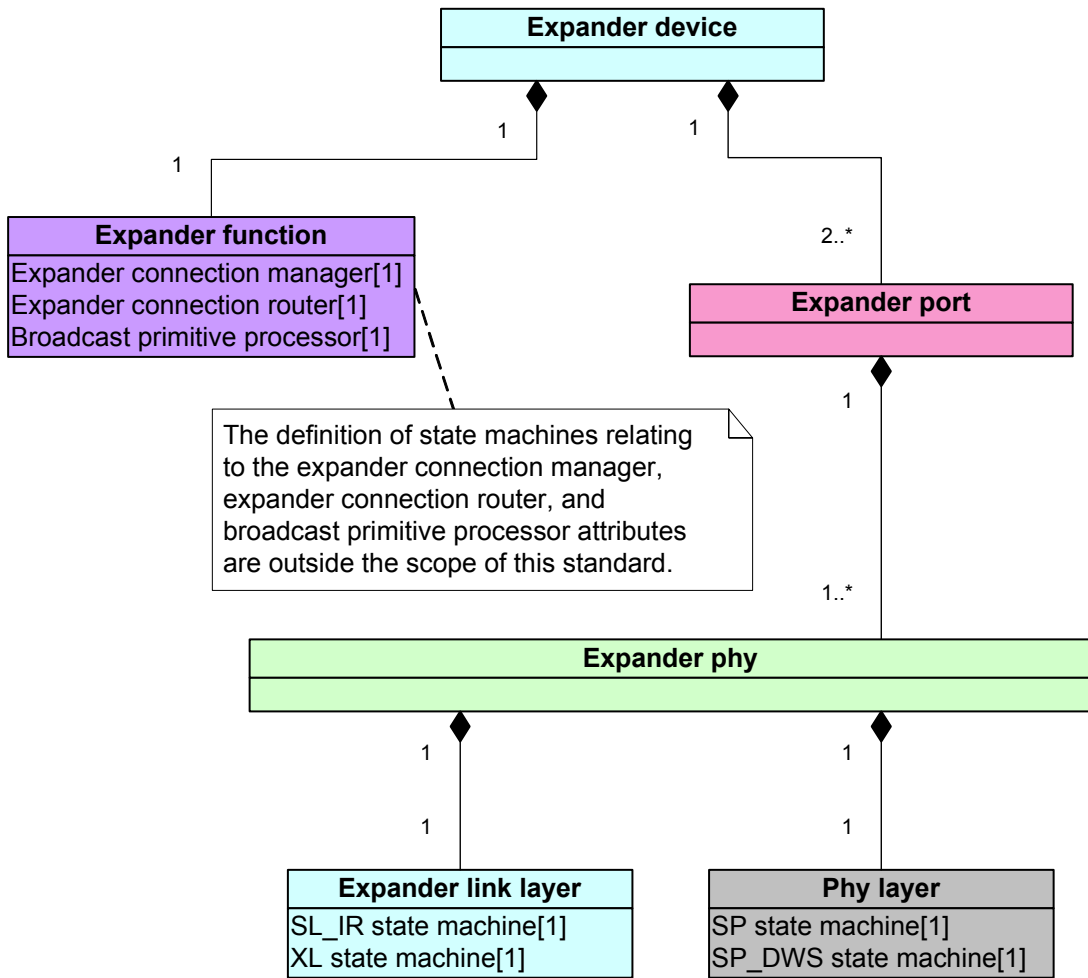 Expander device
1
1
1
1
2..*
Expander function
Expander connection manager[1]
Expander connection router[1]
Broadcast primitive processor[1]
Expander port
1
The definition of state machines relating
to the expander connection manager,
expander connection router, and
broadcast primitive processor attributes
are outside the scope of this standard.
1..*
Expander phy
1
1
1
1
Expander link layer
SL_IR state machine[1]
XL state machine[1]
Phy layer
SP state machine[1]
SP_DWS state machine[1]